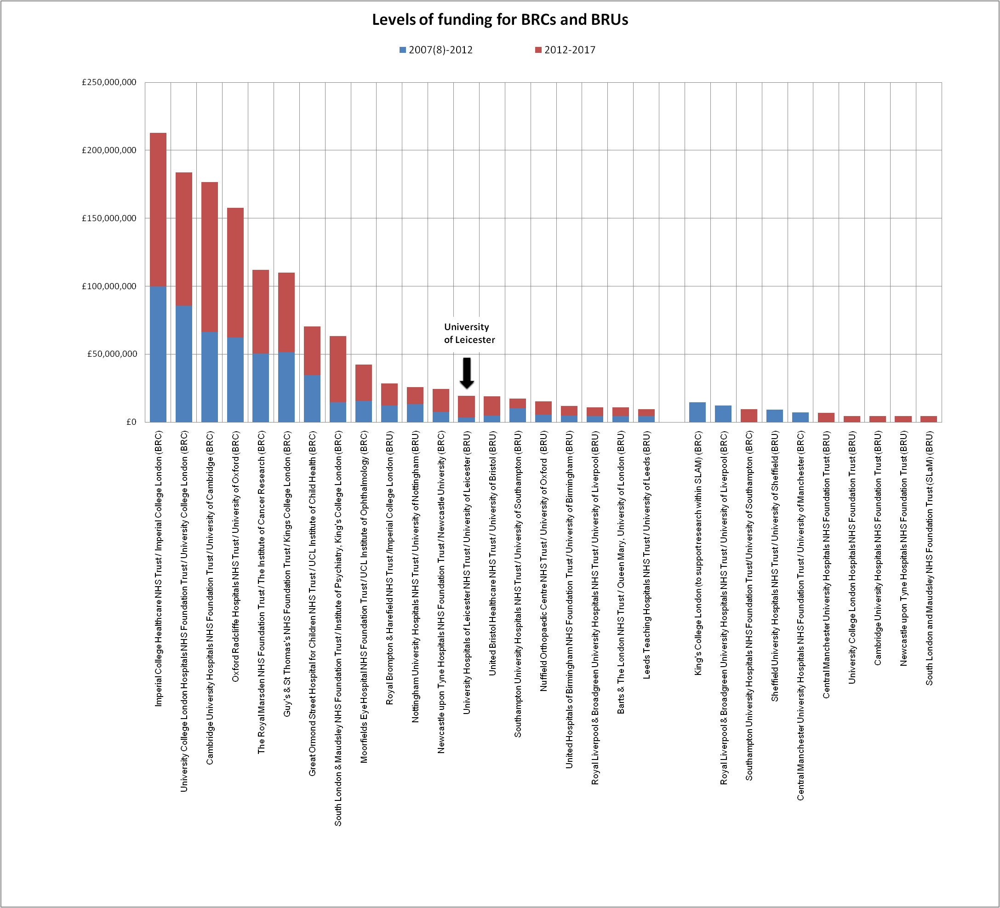 Levels of funding for BRCs and BRUs
2007(8)-2012
2012-2017
£250,000,000
£200,000,000
£150,000,000
£100,000,000
£50,000,000
£0
University
of Leicester
Imperial College Healthcare NHS Trust / Imperial College London (BRC)
University College London Hospitals NHS Foundation Trust / University College London (BRC)
Cambridge University Hospitals NHS Foundation Trust / University of Cambridge (BRC)
Oxford Radcliffe Hospitals NHS Trust / University of Oxford (BRC)
The Royal Marsden NHS Foundation Trust / The Institute of Cancer Research (BRC)
Guy's & St Thomas's NHS Foundation Trust / Kings College London (BRC)
Great Ormond Street Hospital for Children NHS Trust / UCL Institute of Child Health (BRC)
South London & Maudsley NHS Foundation Trust / Institute of Psychiatry, King's College London (BRC)
Moorfields Eye Hospital NHS Foundation Trust / UCL Institute of Ophthalmology (BRC)
Royal Brompton & Harefield NHS Trust /Imperial College London (BRU)
Nottingham University Hospitals NHS Trust / University of Nottingham (BRU)
Newcastle upon Tyne Hospitals NHS Foundation Trust / Newcastle University (BRC)
University Hospitals of Leicester NHS Trust / University of Leicester (BRU)
United Bristol Healthcare NHS Trust / University of Bristol (BRU)
Southampton University Hospitals NHS Trust / University of Southampton (BRU)
Nuffield Orthopaedic Centre NHS Trust / University of Oxford (BRU)
United Hospitals of Birmingham NHS Foundation Trust / University of Birmingham (BRU)
Royal Liverpool & Broadgreen University Hospitals NHS Trust / University of Liverpool (BRU)
Barts & The London NHS Trust / Queen Mary, University of London (BRU)
Leeds Teaching Hospitals NHS Trust / University of Leeds (BRU)
King's College London (to support research within SLAM) (BRC)
Royal Liverpool & Broadgreen University Hospitals NHS Trust / University of Liverpool (BRC)
Southampton University Hospitals NHS Foundation Trust/ University of Southampton (BRC)
Sheffield University Hospitals NHS Trust / University of Sheffield (BRU)
Central Manchester University Hospitals NHS Foundation Trust / University of Manchester (BRC)
Central Manchester University Hospitals NHS Foundation Trust (BRU)
University College London Hospitals NHS Foundation Trust (BRU)
Cambridge University Hospitals NHS Foundation Trust (BRU)
Newcastle upon Tyne Hospitals NHS Foundation Trust (BRU)
South London and Maudsley NHS Foundation Trust (SLaM) (BRU)